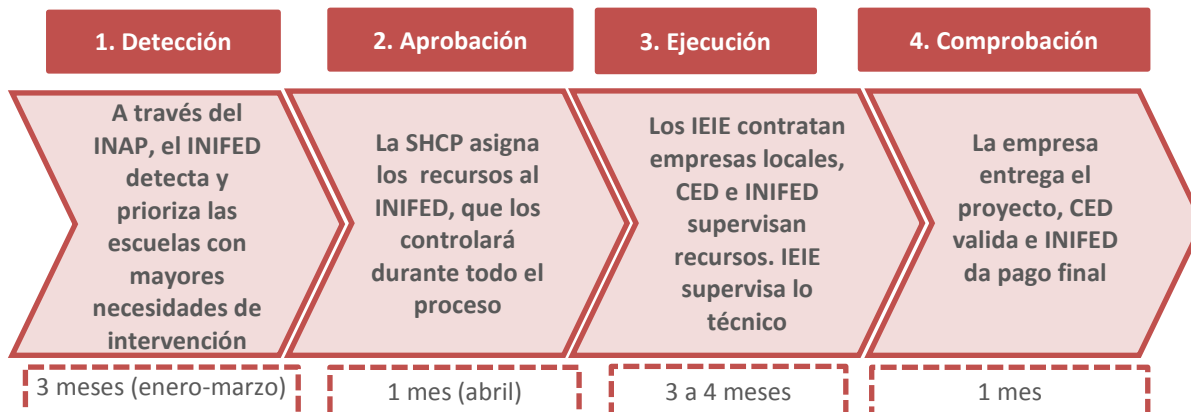 1. Detección
2. Aprobación
3. Ejecución
4. Comprobación
A través del
INAP, el INIFED
detecta y
prioriza las
escuelas con
mayores
necesidades de
intervención
La SHCP asigna
los recursos al
INIFED, que los
controlará
durante todo el
proceso
Los IEIE contratan
empresas locales,
CED e INIFED
supervisan
recursos. IEIE
supervisa lo
técnico
La empresa
entrega el
proyecto, CED
valida e INIFED
da pago final
3 meses (enero-marzo)
1 mes (abril)
3 a 4 meses
1 mes